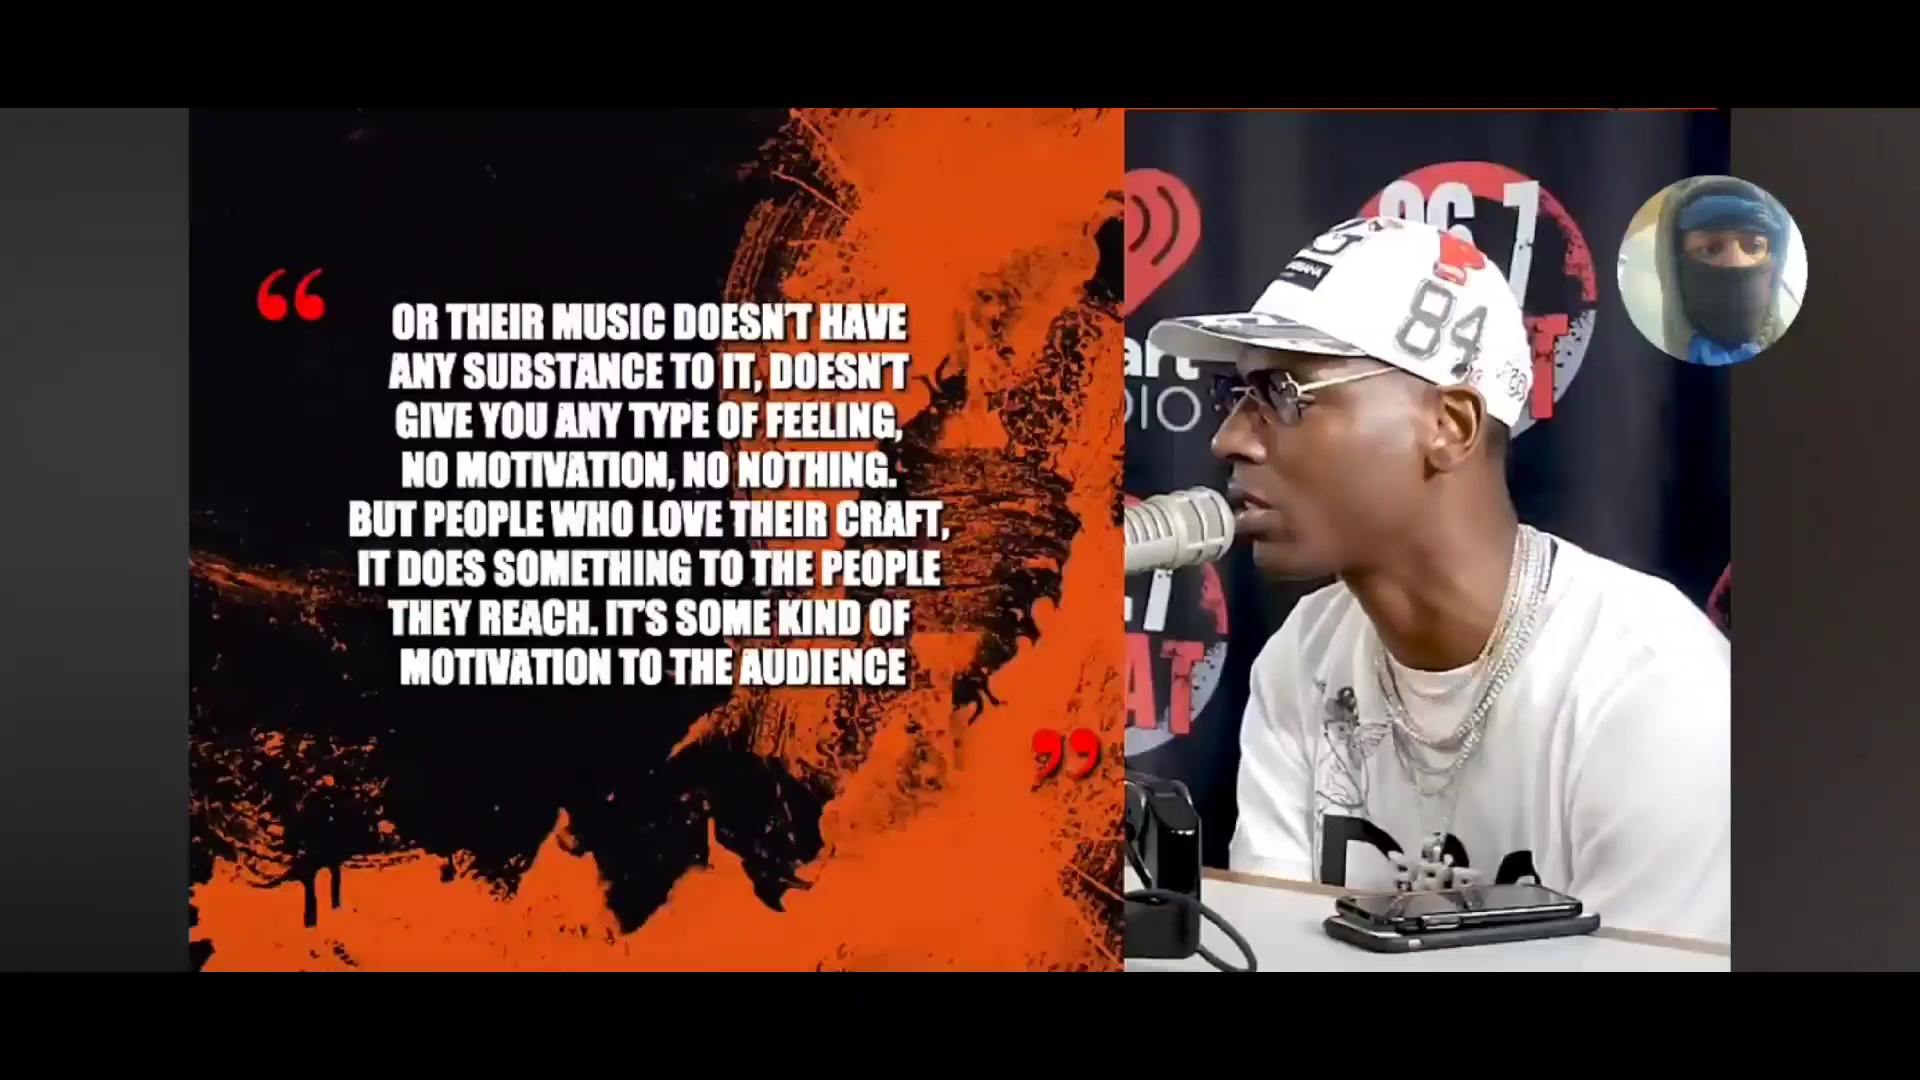 “
OR THEIR MUSIC DOESN'T HAVE
ANY SUBSTANCE TO IT, DOESN'T
GIVE YOU ANY TYPE OF FEELING,
NO MOTIVATION, NO NOTHING.
BUT PEOPLE WHO LOVE THEIR CRAFT,
IT DOES SOMETHING TO THE PEOPLE
THEY REACH. IT'S SOME KIND OF
MOTIVATION TO THE AUDIENCE
”
96.7
84